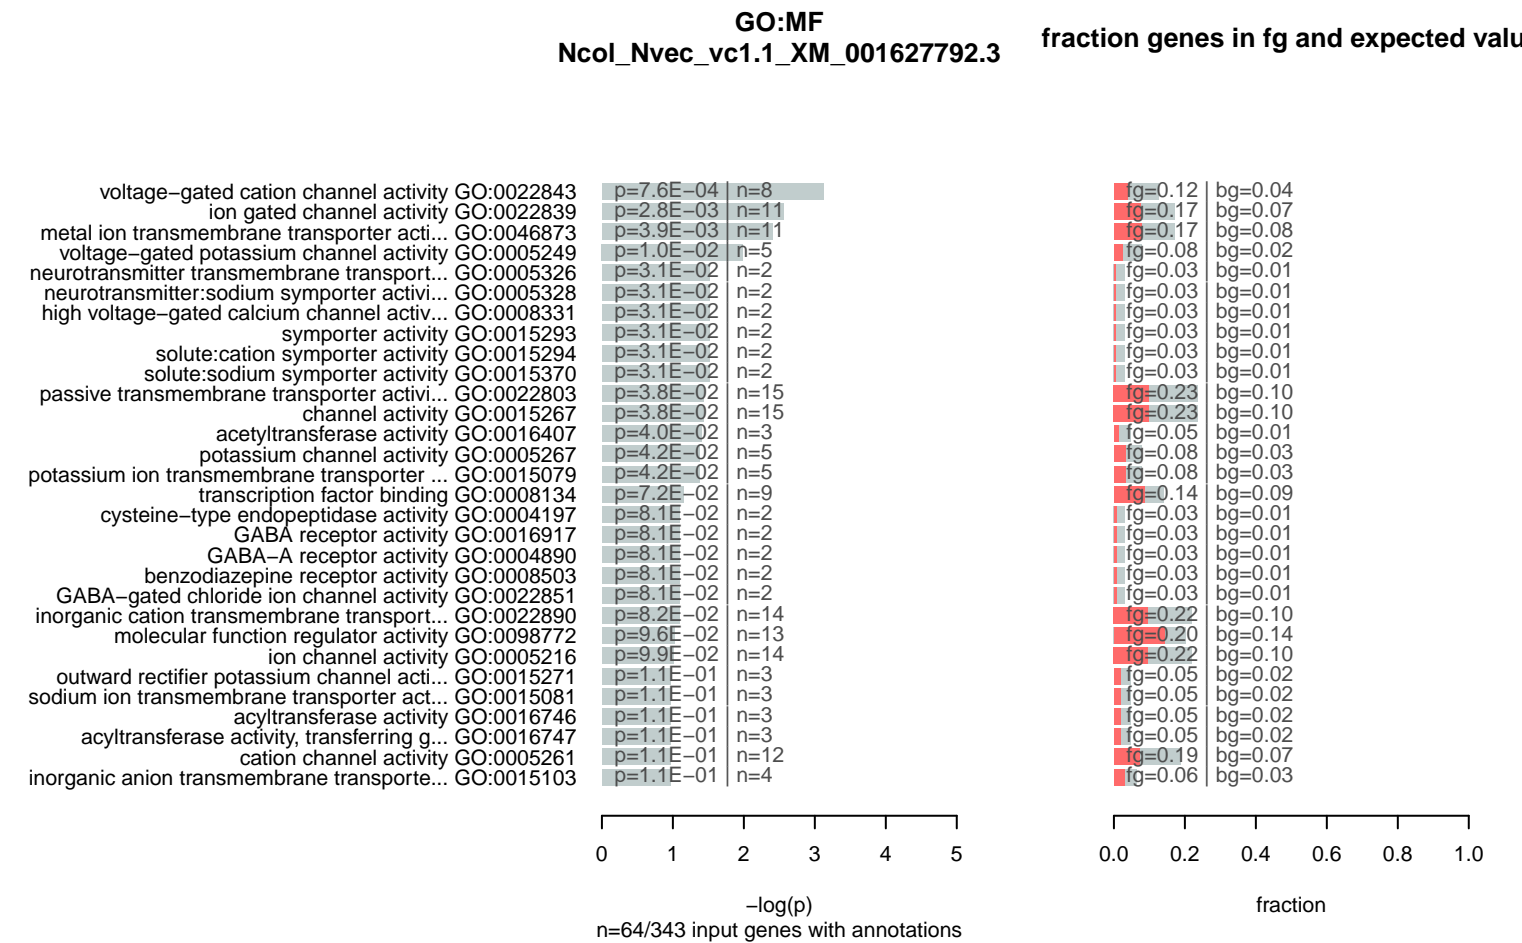 GO:MF
Ncol_Nvec_vc1.1_XM_001627792.3
fraction genes in fg and expected valu
voltage−gated cation channel activity GO:0022843 p=7.6E−04 | n=8 fg=0.12 | bg=0.04
ion gated channel activity GO:0022839 p=2.8E−03 | n=11 fg=0.17 | bg=0.07
metal ion transmembrane transporter acti... GO:0046873 p=3.9E−03 | n=11 fg=0.17 | bg=0.08
voltage−gated potassium channel activity GO:0005249 p=1.0E−02 | n=5 fg=0.08 | bg=0.02
neurotransmitter transmembrane transport... GO:0005326 p=3.1E−02 | n=2 fg=0.03 | bg=0.01
neurotransmitter:sodium symporter activi... GO:0005328 p=3.1E−02 | n=2 fg=0.03 | bg=0.01
high voltage−gated calcium channel activ... GO:0008331 p=3.1E−02 | n=2 fg=0.03 | bg=0.01
symporter activity GO:0015293 p=3.1E−02 | n=2 fg=0.03 | bg=0.01
solute:cation symporter activity GO:0015294 p=3.1E−02 | n=2 fg=0.03 | bg=0.01
solute:sodium symporter activity GO:0015370 p=3.1E−02 | n=2 fg=0.03 | bg=0.01
passive transmembrane transporter activi... GO:0022803 p=3.8E−02 | n=15 fg=0.23 | bg=0.10
channel activity GO:0015267 p=3.8E−02 | n=15 fg=0.23 | bg=0.10
acetyltransferase activity GO:0016407 p=4.0E−02 | n=3 fg=0.05 | bg=0.01
potassium channel activity GO:0005267 p=4.2E−02 | n=5 fg=0.08 | bg=0.03
potassium ion transmembrane transporter ... GO:0015079 p=4.2E−02 | n=5 fg=0.08 | bg=0.03
transcription factor binding GO:0008134 p=7.2E−02 | n=9 fg=0.14 | bg=0.09
cysteine−type endopeptidase activity GO:0004197 p=8.1E−02 | n=2 fg=0.03 | bg=0.01
GABA receptor activity GO:0016917 p=8.1E−02 | n=2 fg=0.03 | bg=0.01
GABA−A receptor activity GO:0004890 p=8.1E−02 | n=2 fg=0.03 | bg=0.01
benzodiazepine receptor activity GO:0008503 p=8.1E−02 | n=2 fg=0.03 | bg=0.01
GABA−gated chloride ion channel activity GO:0022851 p=8.1E−02 | n=2 fg=0.03 | bg=0.01
inorganic cation transmembrane transport... GO:0022890 p=8.2E−02 | n=14 fg=0.22 | bg=0.10
molecular function regulator activity GO:0098772 p=9.6E−02 | n=13 fg=0.20 | bg=0.14
ion channel activity GO:0005216 p=9.9E−02 | n=14 fg=0.22 | bg=0.10
outward rectifier potassium channel acti... GO:0015271 p=1.1E−01 | n=3 fg=0.05 | bg=0.02
sodium ion transmembrane transporter act... GO:0015081 p=1.1E−01 | n=3 fg=0.05 | bg=0.02
acyltransferase activity GO:0016746 p=1.1E−01 | n=3 fg=0.05 | bg=0.02
acyltransferase activity, transferring g... GO:0016747 p=1.1E−01 | n=3 fg=0.05 | bg=0.02
cation channel activity GO:0005261 p=1.1E−01 | n=12 fg=0.19 | bg=0.07
inorganic anion transmembrane transporte... GO:0015103 p=1.1E−01 | n=4 fg=0.06 | bg=0.03
0 1 2 3 4 5 0.0 0.2 0.4 0.6 0.8 1.0
−log(p) fraction
n=64/343 input genes with annotations